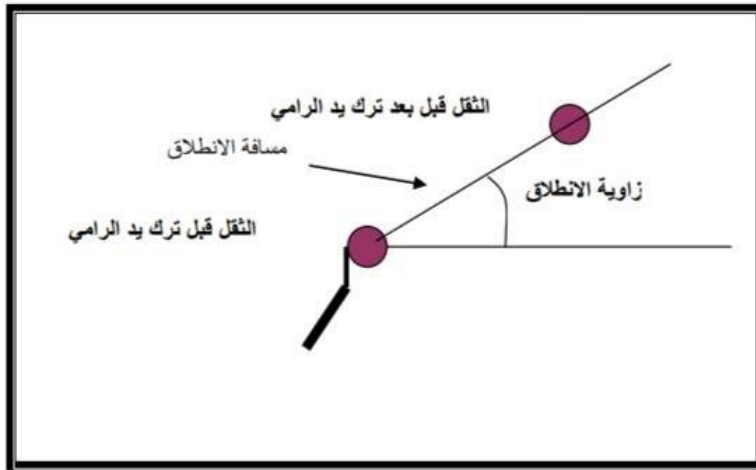 الثقل قبل بعد ترك يد الرامي
مسافة الانطلاق
زاوية الانطلاق
الثقل قبل ترك يد الرامي